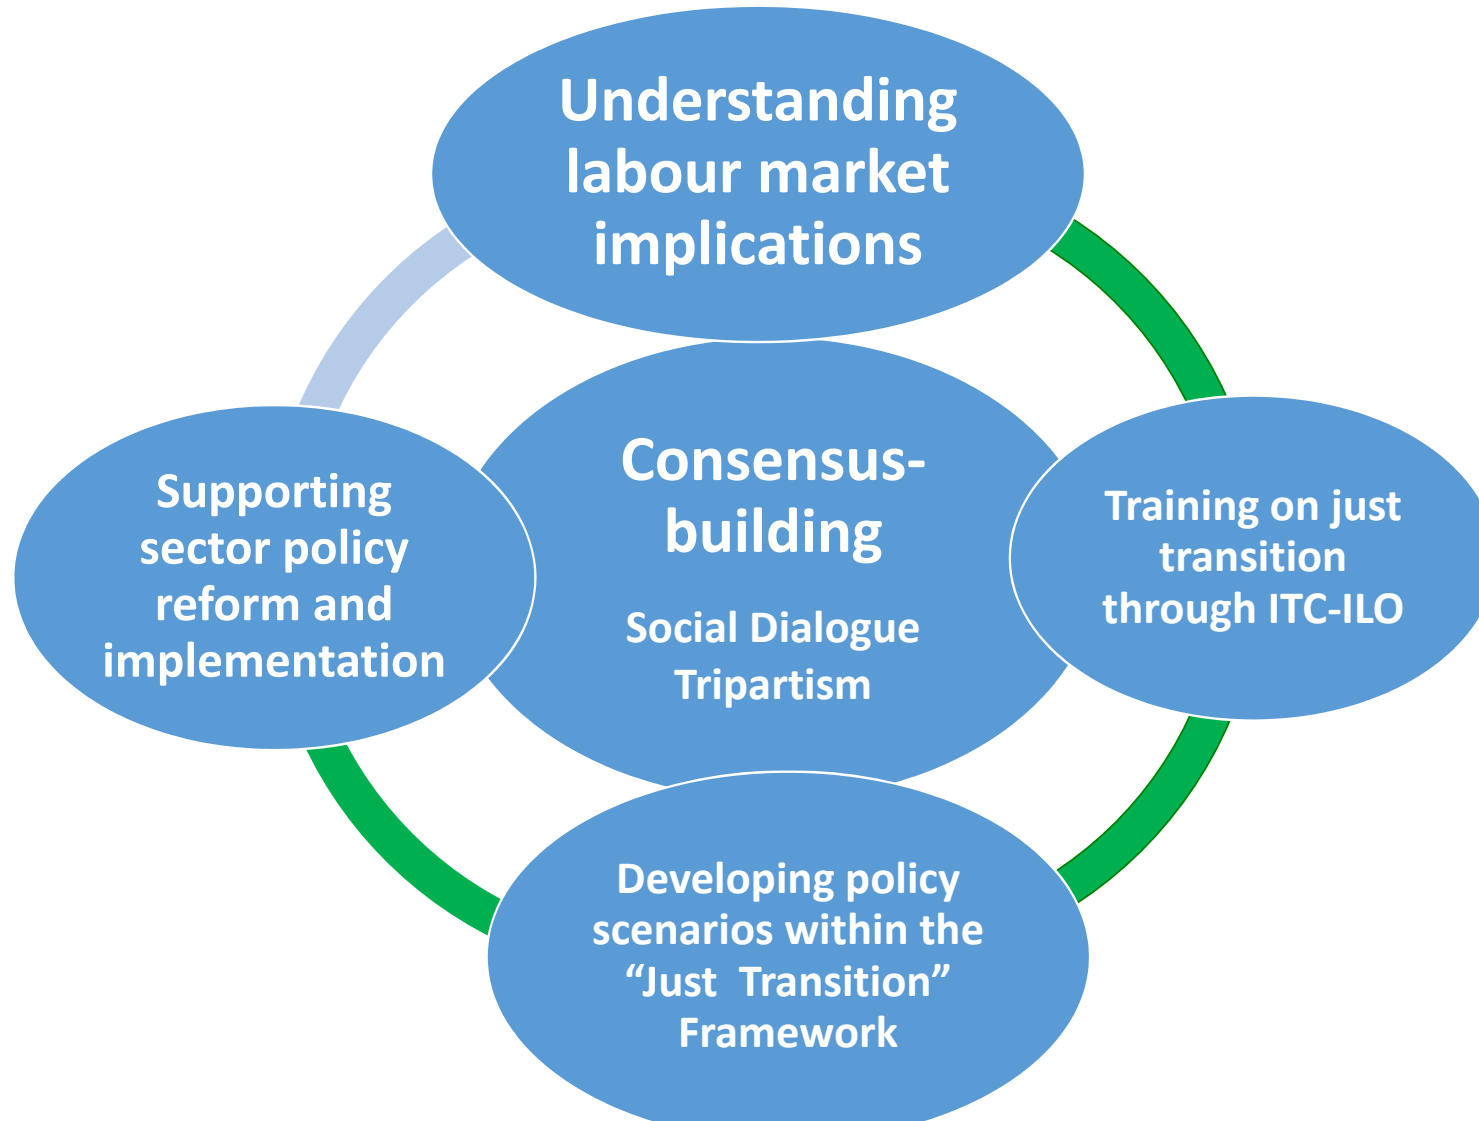 Understanding
labour market
implications
Consensus-
building
Social Dialogue
Tripartism
Supporting
sector policy
reform and
implementation
Training on just
transition
through ITC-ILO
Developing policy
scenarios within the
“Just  Transition”
Framework